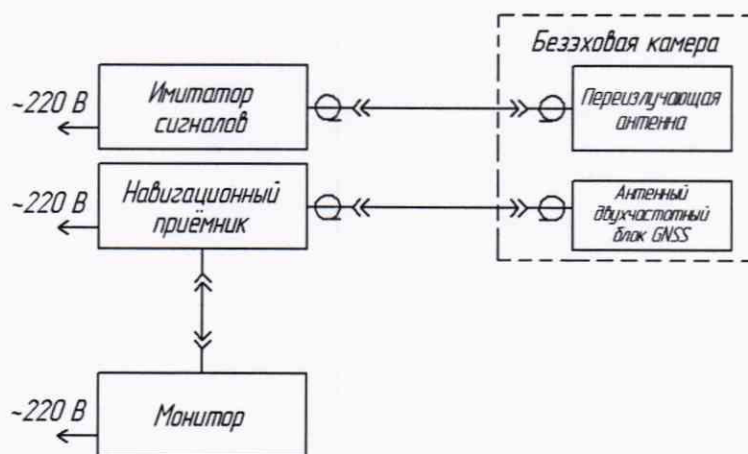 Безэховая камера
~220 В
Имитатор
сигналов
Переизлучающая
антенна
~220 В
Навигационный
приёмник
Антенный
двухчастотный
блок GNSS
~220 В
Монитор